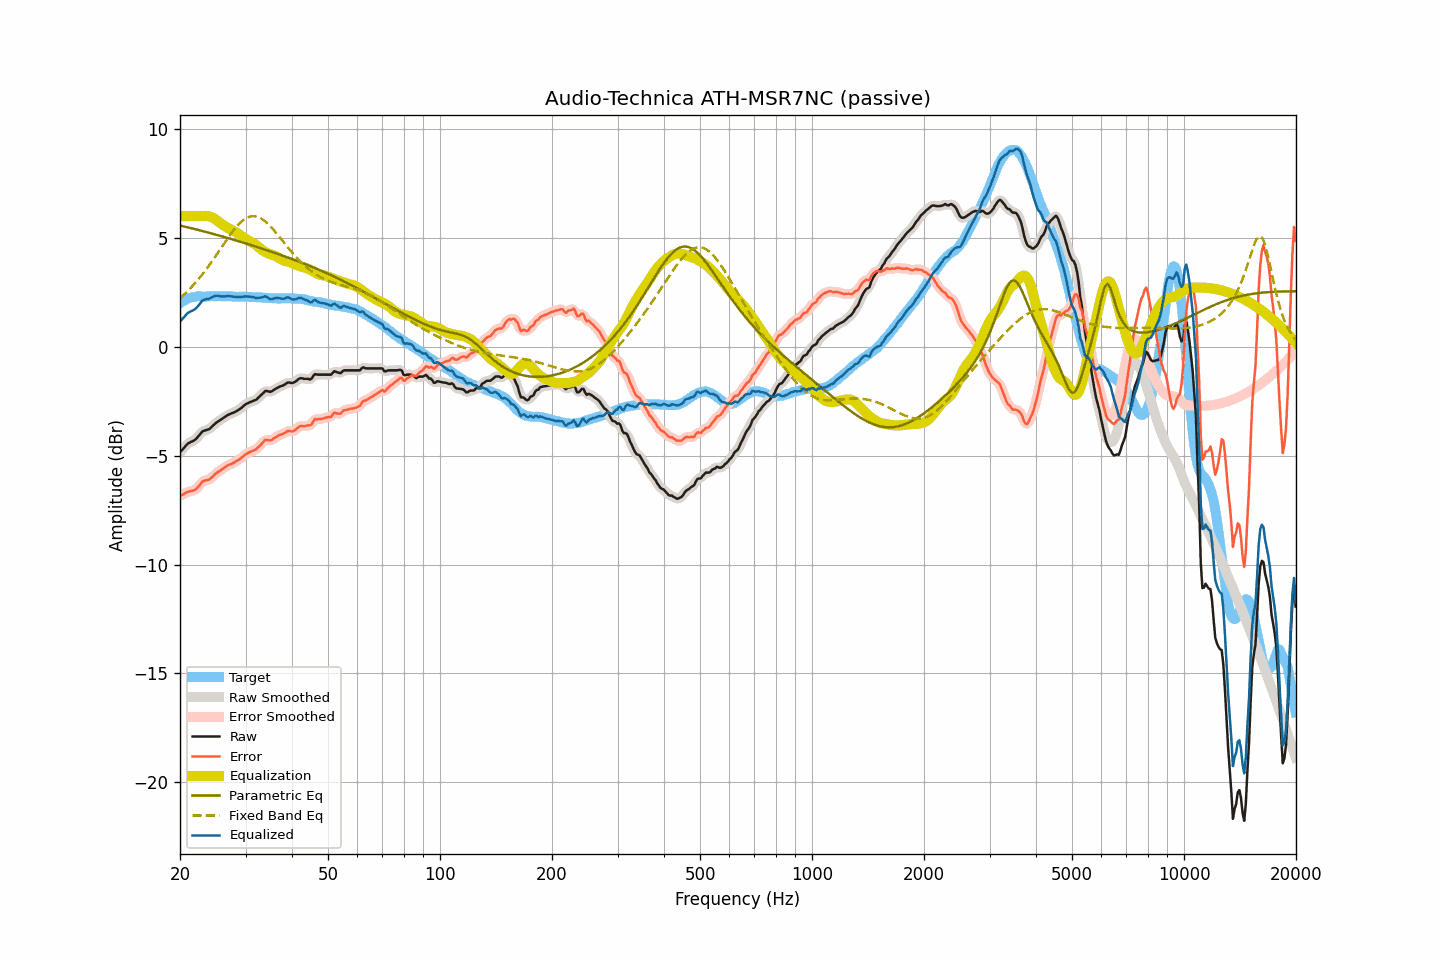 Audio-Technica ATH-MSR7NC (passive)
10
5
0
−5
−10
−15
−20
Amplitude (dBr)
Target
Raw Smoothed
Error Smoothed
Raw
Error
Equalization
Parametric Eq
Fixed Band Eq
Equalized
20 50 100 200 500 1000 2000 5000 10000 20000
Frequency (Hz)